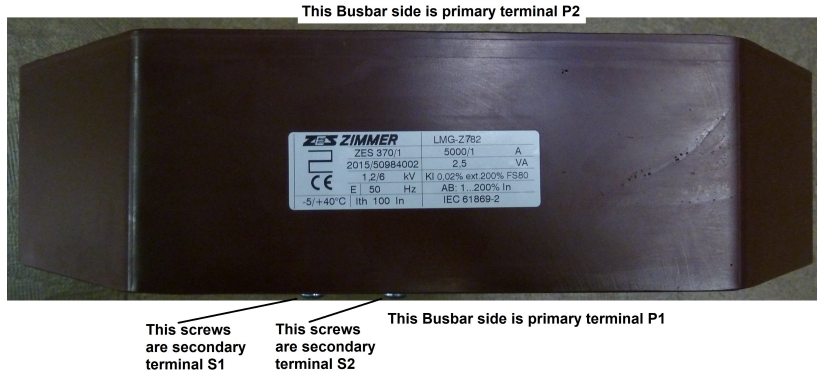 This Busbar side is primary terminal P2
ZES ZIMMER LMG-Z782
ZES 370/1 5000/1 A
2015/50984002 2,5 VA
1,2/6 kV Kl 0,02% ext.200% FS80
CE E 50 Hz AB: 1...200% In
-5/+40°C Ith 100 In IEC 61869-2
This Busbar side is primary terminal P1
This screws
are secondary
terminal S1
This screws
are secondary
terminal S2